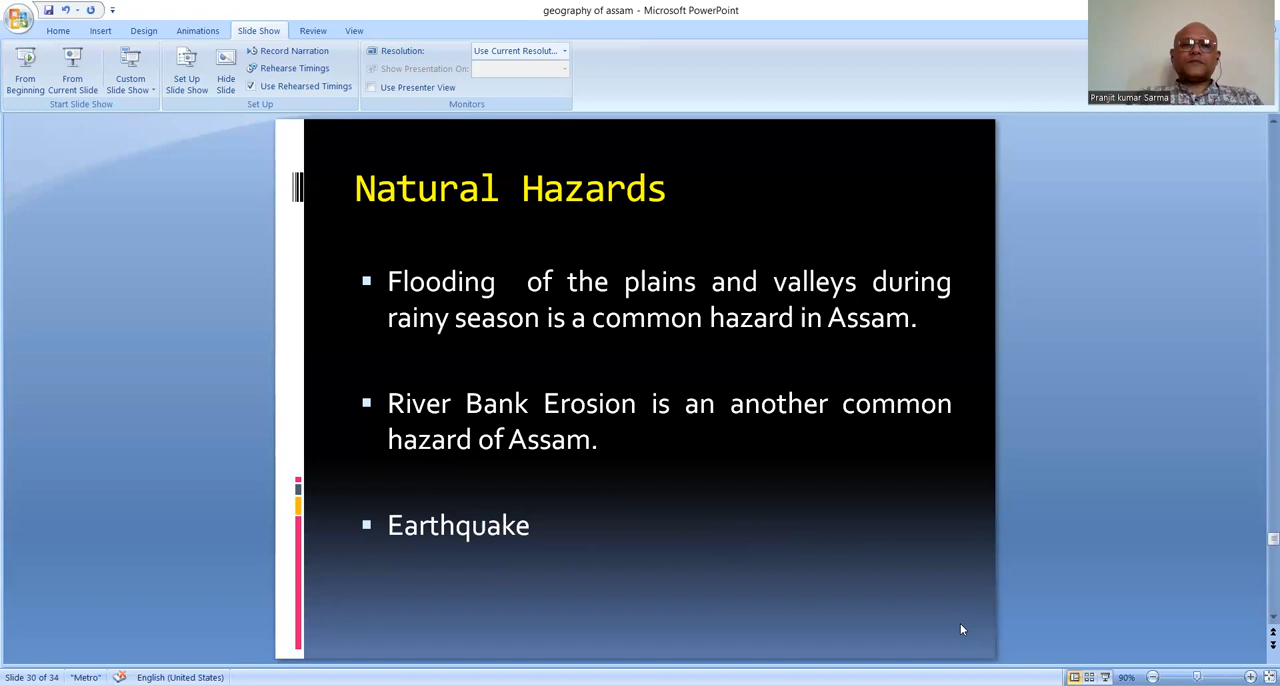 geography of assam - Microsoft PowerPoint
Home Insert Design Animations Slide Show Review View
From Beginning
From Current Slide
Custom Slide Show
Start Slide Show
Set Up Slide Show
Hide Slide
Record Narration
Rehearse Timings
Use Rehearsed Timings
Set Up
Resolution: Use Current Resolut...
Show Presentation On:
Use Presenter View
Monitors
Pranjit kumar Sarma
Natural Hazards
Flooding of the plains and valleys during
rainy season is a common hazard in Assam.
River Bank Erosion is an another common
hazard of Assam.
Earthquake
Slide 30 of 34 "Metro" English (United States) 90%